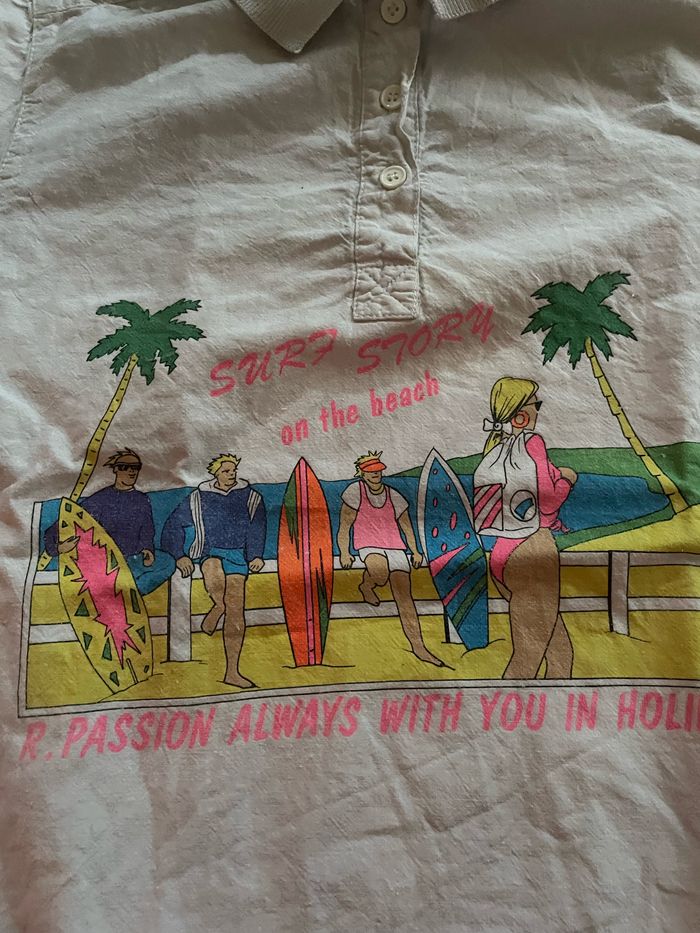 SURF STORY
on the beach
R. PASSION ALWAYS WITH YOU IN